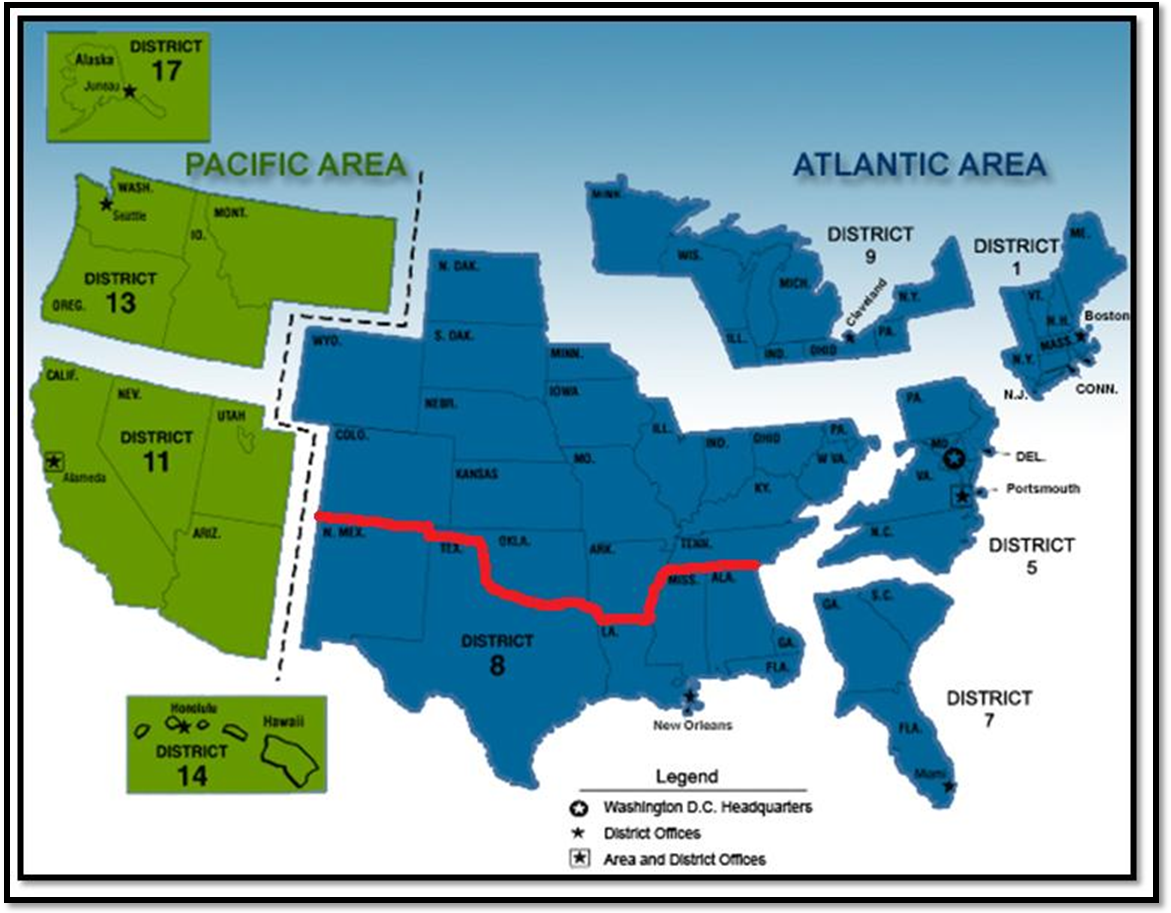 DISTRICT
17
Alaska
Juneau
PACIFIC AREA
ATLANTIC AREA
WASH.
Seattle
MONT.
ID.
DISTRICT
13
OREG.
CALIF.
NEV.
UTAH
DISTRICT
11
Alameda
ARIZ.
Honolulu
Hawaii
DISTRICT
14
N. DAK.
S. DAK.
WYO.
MINN.
IOWA
NEBR.
COLO.
KANSAS
MO.
ILL.
IND.
OHIO
PA.
W VA.
KY.
N. MEX.
TEX.
OKLA.
ARK.
TENN.
MISS.
ALA.
LA.
GA.
FLA.
DISTRICT
8
New Orleans
MINN.
WIS.
MICH.
ILL.
IND.
OHIO
PA.
N.Y.
Cleveland
DISTRICT
9
DISTRICT
1
ME.
VT.
N.H.
Boston
MASS.
N.Y.
N.J.
CONN.
PA.
MD.
DEL.
VA.
Portsmouth
N.C.
DISTRICT
5
GA.
S.C.
DISTRICT
7
FLA.
Miami
Legend
Washington D.C. Headquarters
District Offices
Area and District Offices